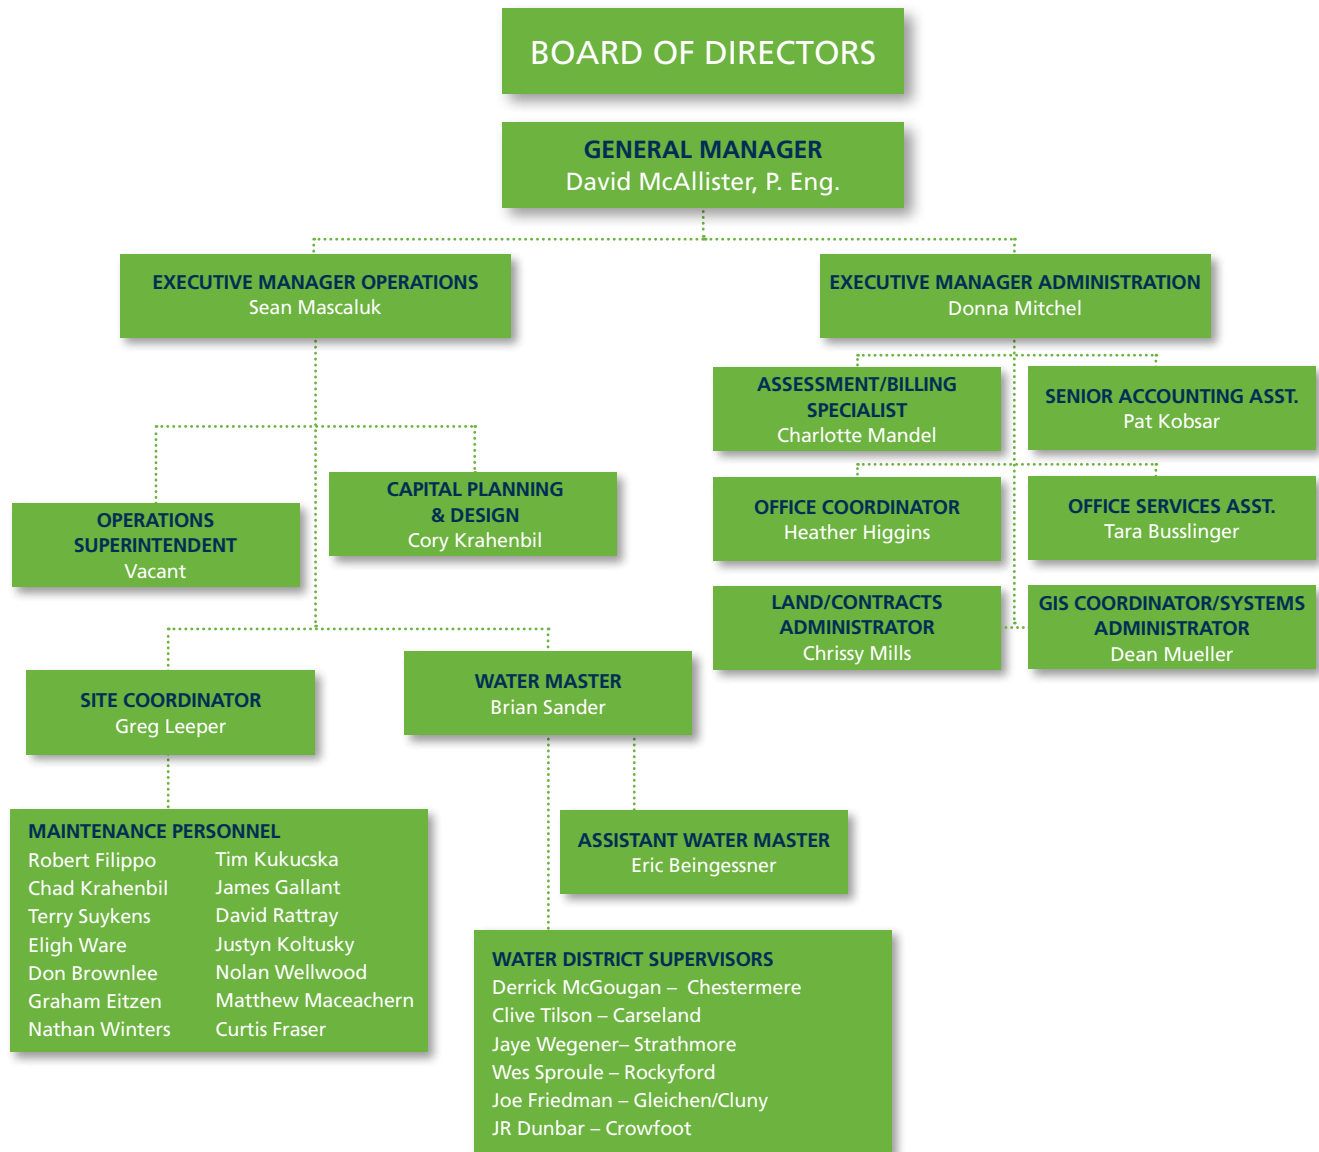 BOARD OF DIRECTORS
GENERAL MANAGER
David McAllister, P. Eng.
EXECUTIVE MANAGER OPERATIONS
Sean Mascaluk
EXECUTIVE MANAGER ADMINISTRATION
Donna Mitchel
ASSESSMENT/BILLING
SPECIALIST
Charlotte Mandel
SENIOR ACCOUNTING ASST.
Pat Kobsar
OPERATIONS
SUPERINTENDENT
Vacant
CAPITAL PLANNING
& DESIGN
Cory Krahenbil
OFFICE COORDINATOR
Heather Higgins
OFFICE SERVICES ASST.
Tara Busslinger
LAND/CONTRACTS
ADMINISTRATOR
Chrissy Mills
GIS COORDINATOR/SYSTEMS
ADMINISTRATOR
Dean Mueller
SITE COORDINATOR
Greg Leeper
WATER MASTER
Brian Sander
MAINTENANCE PERSONNEL
Robert Filippo
Chad Krahenbil
Terry Suykens
Eligh Ware
Don Brownlee
Graham Eitzen
Nathan Winters
Tim Kukucska
James Gallant
David Rattray
Justyn Koltusky
Nolan Wellwood
Matthew Maceachern
Curtis Fraser
ASSISTANT WATER MASTER
Eric Beingessner
WATER DISTRICT SUPERVISORS
Derrick McGougan –  Chestermere
Clive Tilson – Carseland
Jaye Wegener– Strathmore
Wes Sproule – Rockyford
Joe Friedman – Gleichen/Cluny
JR Dunbar – Crowfoot